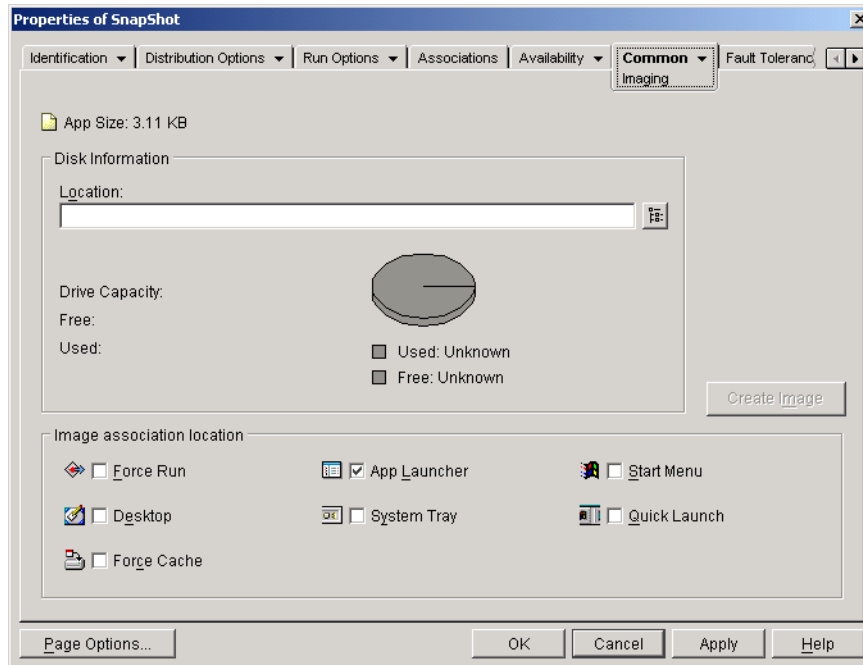 Properties of SnapShot
Identification Distribution Options Run Options Associations Availability Common Fault Toleranc
Imaging
App Size: 3.11 KB
Disk Information
Location:
Drive Capacity:
Free:
Used:
Used: Unknown
Free: Unknown
Create Image
Image association location
Force Run App Launcher Start Menu
Desktop System Tray Quick Launch
Force Cache
Page Options... OK Cancel Apply Help